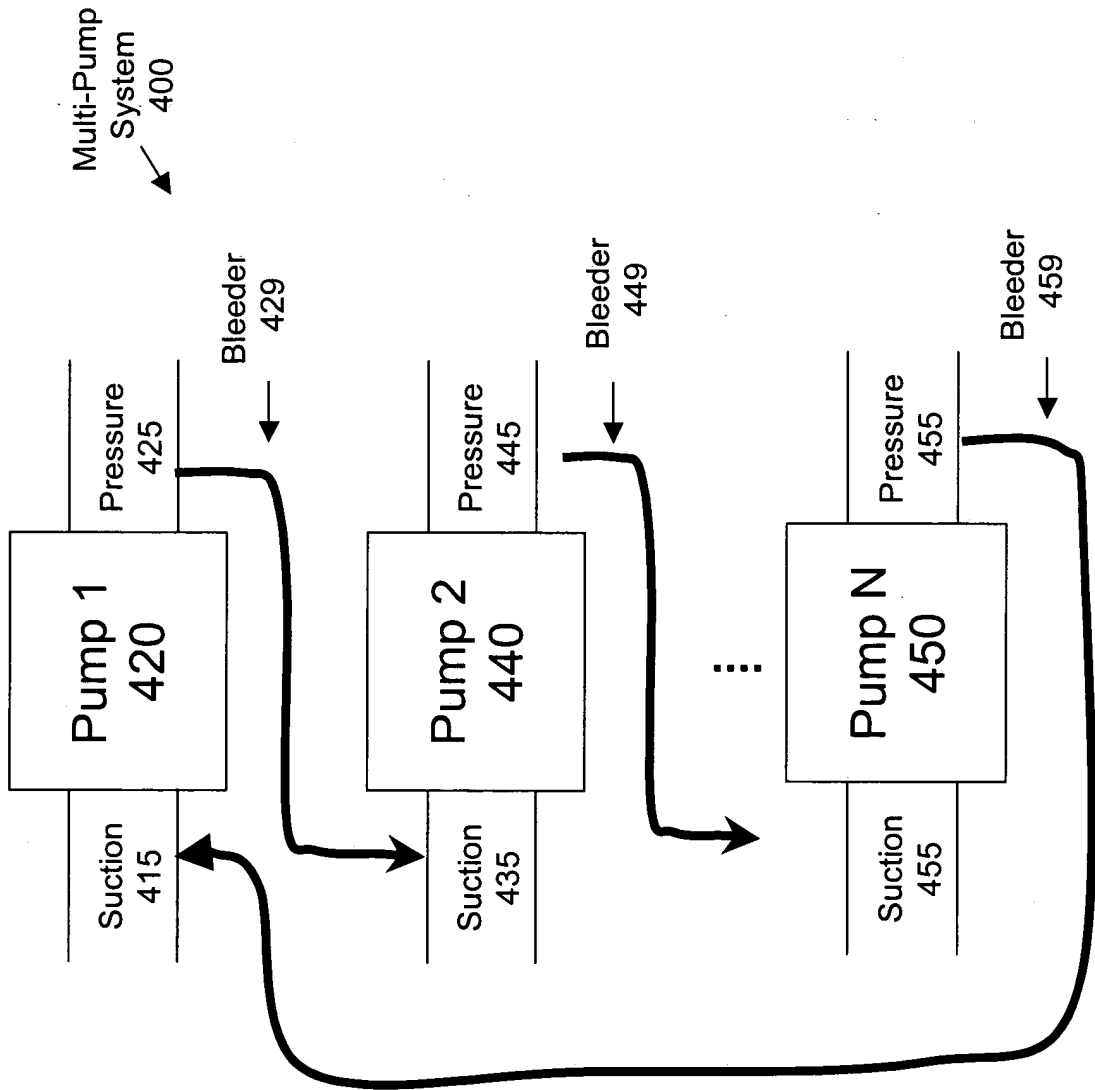 Multi-Pump
System
400
Suction
415
Pump 1
420
Pressure
425
Bleeder
429
Suction
435
Pump 2
440
Pressure
445
Bleeder
449
....
Suction
455
Pump N
450
Pressure
455
Bleeder
459